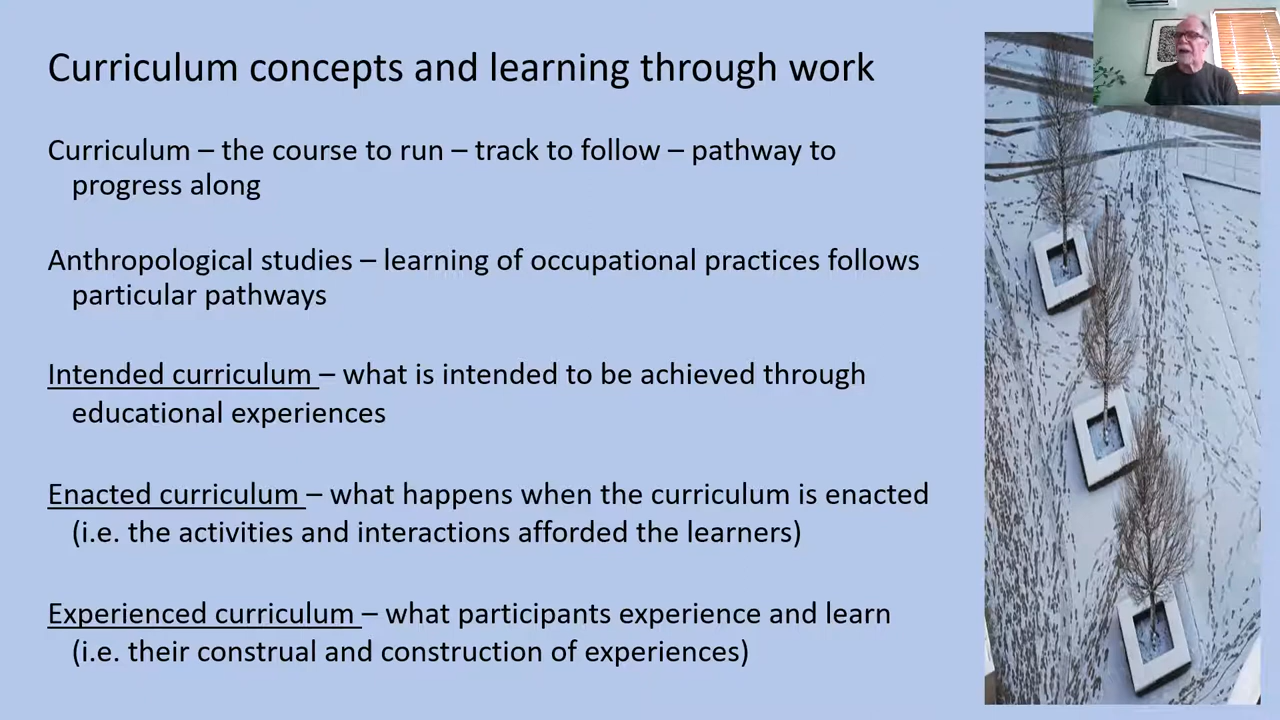 Curriculum concepts and learning through work
Curriculum – the course to run – track to follow – pathway to
progress along
Anthropological studies – learning of occupational practices follows
particular pathways
Intended curriculum – what is intended to be achieved through
educational experiences
Enacted curriculum – what happens when the curriculum is enacted
(i.e. the activities and interactions afforded the learners)
Experienced curriculum – what participants experience and learn
(i.e. their construal and construction of experiences)